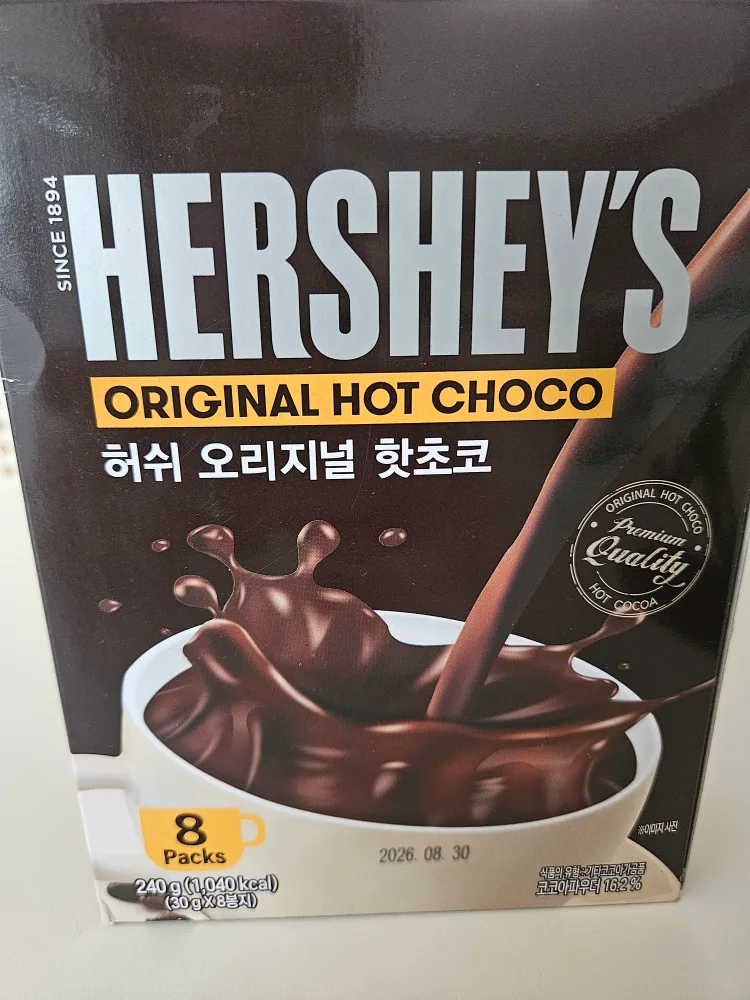 SINCE 1894
HERSHEY'S
ORIGINAL HOT CHOCO
허쉬 오리지널 핫초코
ORIGINAL HOT CHOCO
Premium
Quality
HOT COCOA
※이미지 사진
8
Packs
2026. 08. 30
240 g (1,040 kcal)
(30 g X 8봉지)
식품의 유형 : 기타 코코아가공품
코코아파우더 16.2 %